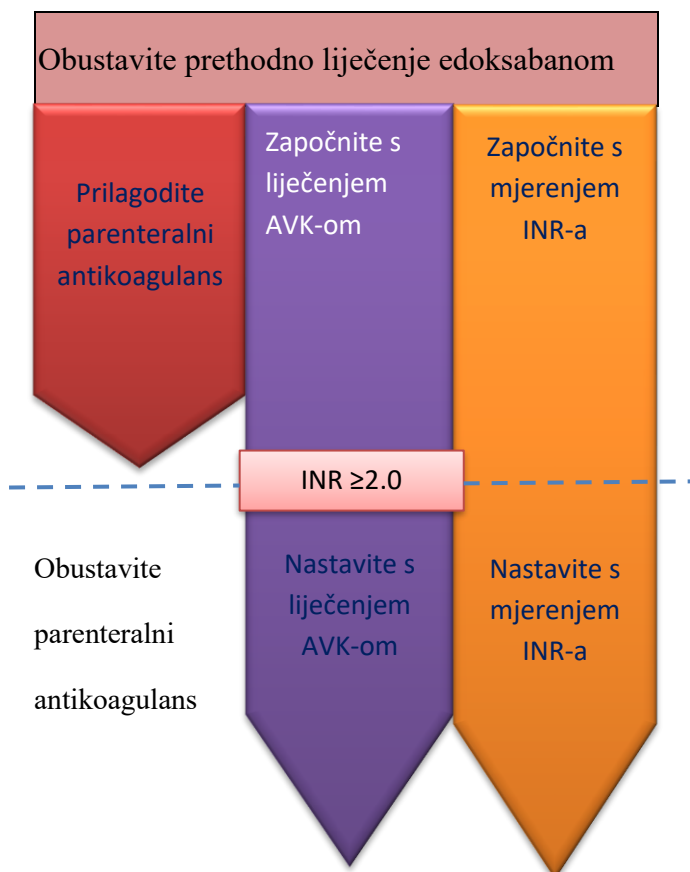 Obustavite prethodno liječenje edoksabanom
Prilagodite
parenteralni
antikoagulans
Započnite s
liječenjem
AVK-om
Započnite s
mjerenjem
INR-a
INR ≥2.0
Obustavite
parenteralni
antikoagulans
Nastavite s
liječenjem
AVK-om
Nastavite s
mjerenjem
INR-a